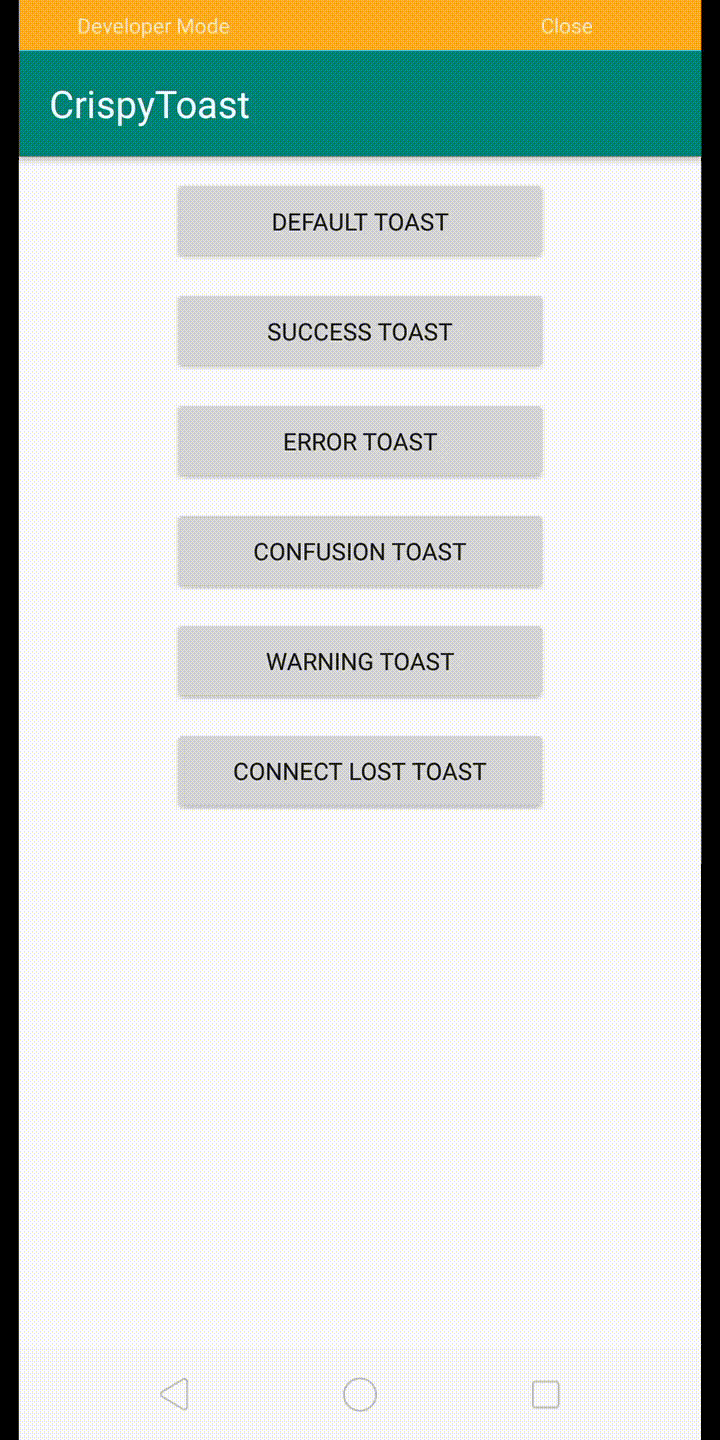 Developer Mode Close
CrispyToast
DEFAULT TOAST
SUCCESS TOAST
ERROR TOAST
CONFUSION TOAST
WARNING TOAST
CONNECT LOST TOAST